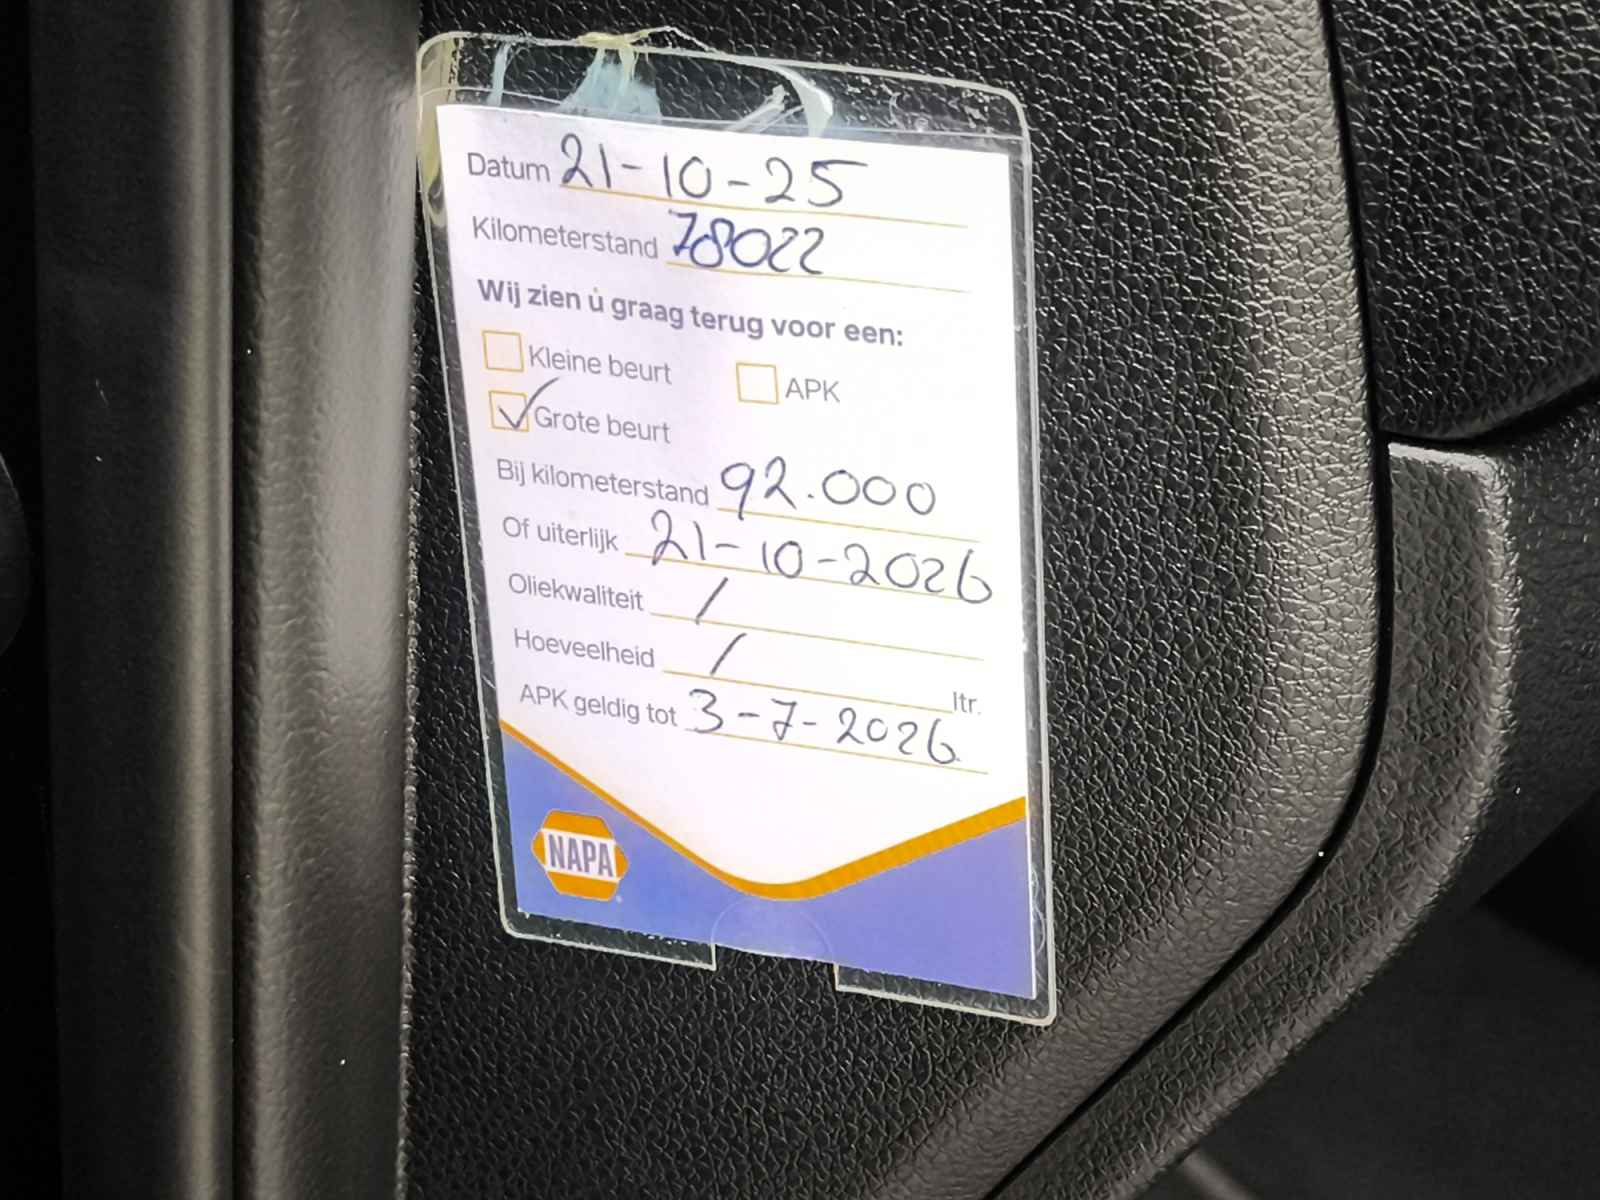 Datum 21-10-25
Kilometerstand 78022
Wij zien u graag terug voor een:
Kleine beurt APK
Grote beurt
Bij kilometerstand 92.000
Of uiterlijk 21-10-2026
Oliekwaliteit /
Hoeveelheid / ltr.
APK geldig tot 3-7-2026
NAPA